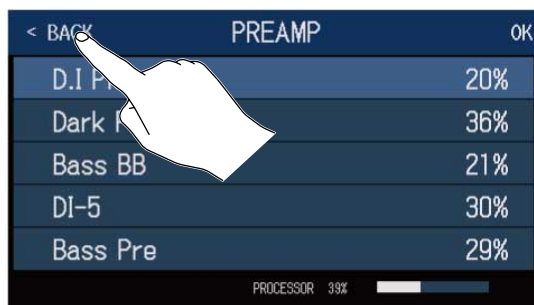 < BACK PREAMP OK
D.I 20%
Dark 36%
Bass BB 21%
DI-5 30%
Bass Pre 29%
PROCESSOR 39%